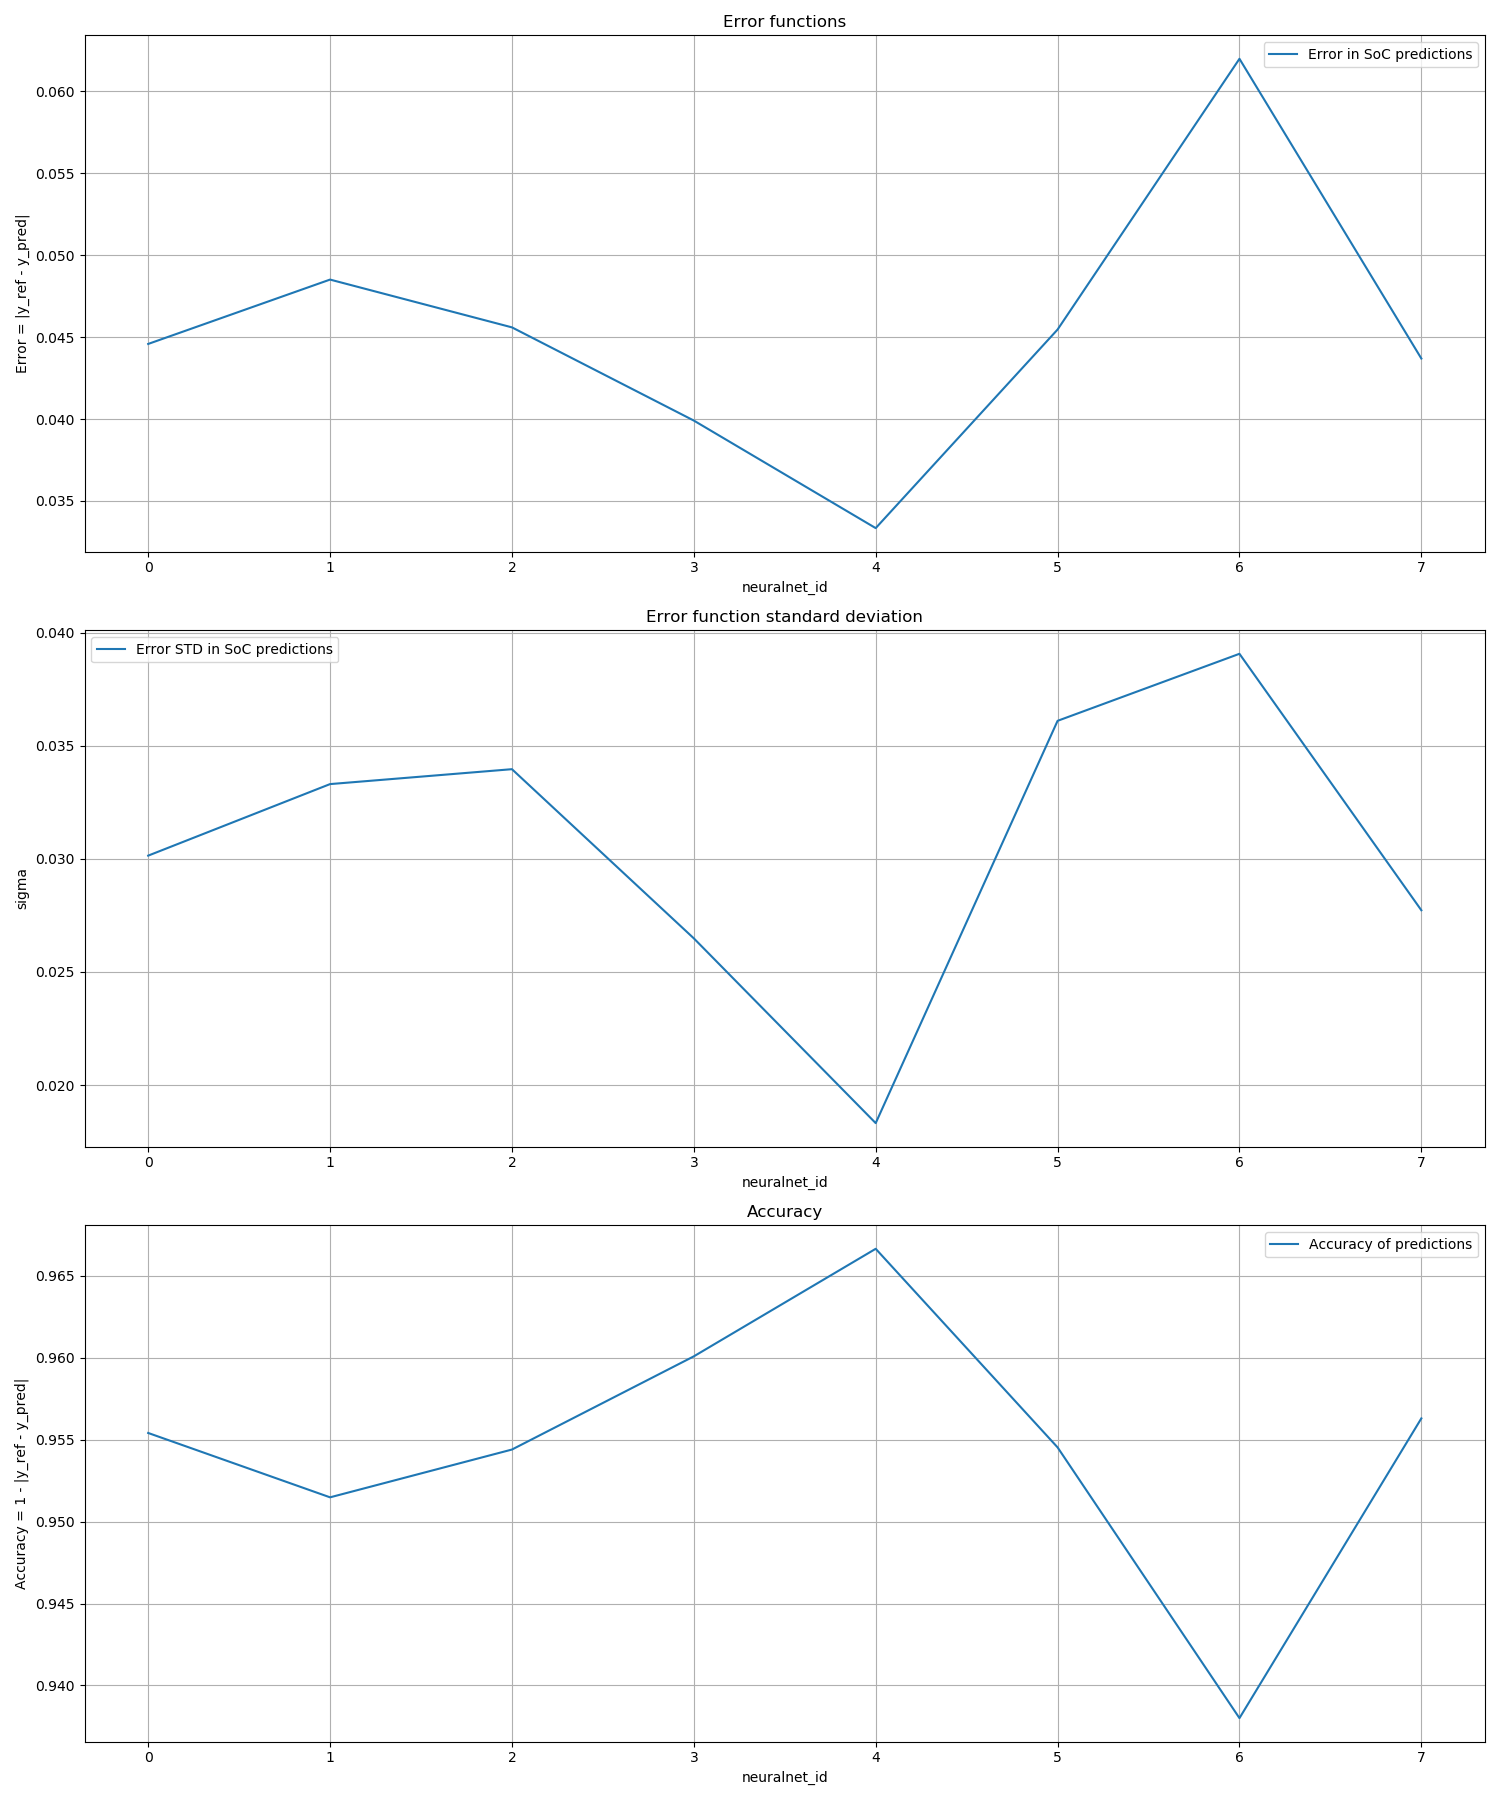 Error functions
Error in SoC predictions
0.060
0.055
0.050
0.045
0.040
0.035
Error = |y_ref - y_pred|
0 1 2 3 4 5 6 7
neuralnet_id
Error function standard deviation
Error STD in SoC predictions
0.040
0.035
0.030
0.025
0.020
sigma
0 1 2 3 4 5 6 7
neuralnet_id
Accuracy
Accuracy of predictions
0.965
0.960
0.955
0.950
0.945
0.940
Accuracy = 1 - |y_ref - y_pred|
0 1 2 3 4 5 6 7
neuralnet_id